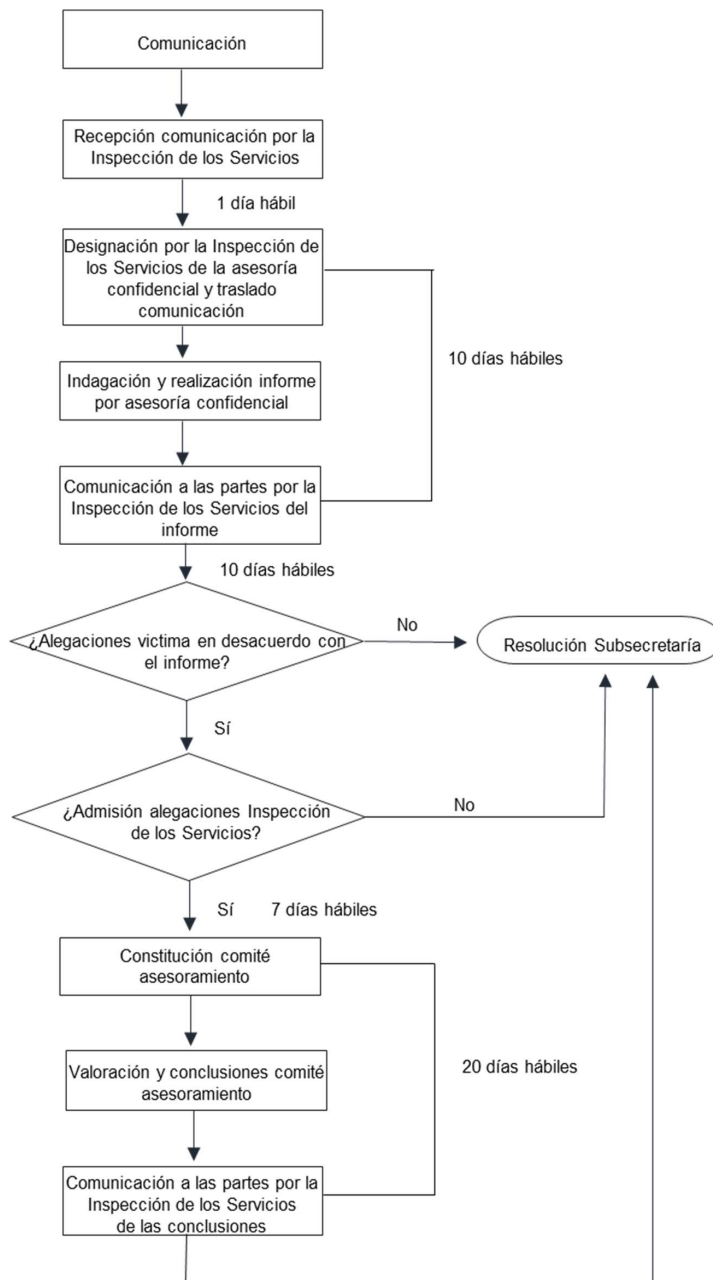 Comunicación
Recepción comunicación por la
Inspección de los Servicios
1 día hábil
Designación por la Inspección de
los Servicios de la asesoría
confidencial y traslado
comunicación
10 días hábiles
Indagación y realización informe
por asesoría confidencial
Comunicación a las partes por la
Inspección de los Servicios del
informe
10 días hábiles
¿Alegaciones victima en desacuerdo con
el informe?
No
Resolución Subsecretaría
Sí
¿Admisión alegaciones Inspección
de los Servicios?
No
Sí 7 días hábiles
Constitución comité
asesoramiento
20 días hábiles
Valoración y conclusiones comité
asesoramiento
Comunicación a las partes por la
Inspección de los Servicios
de las conclusiones